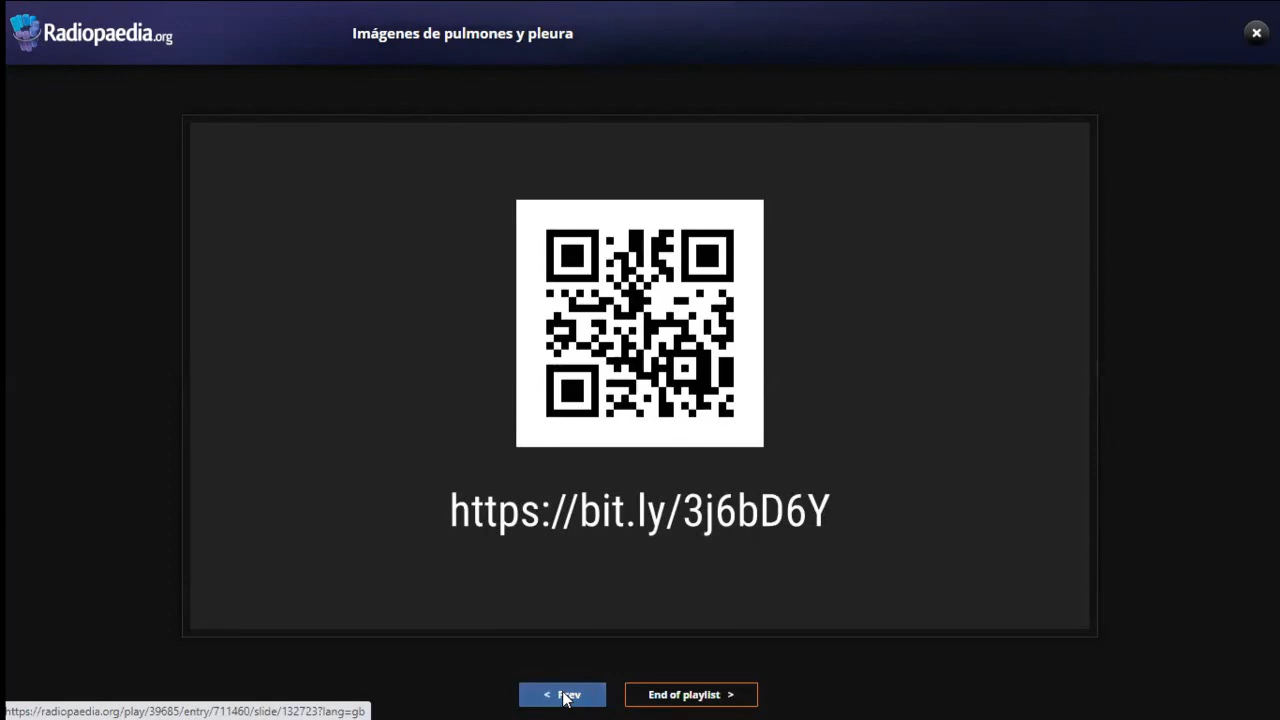 Radiopaedia.org
Imágenes de pulmones y pleura
https://bit.ly/3j6bD6Y
< Prev
End of playlist >
https://radiopaedia.org/play/39685/entry/711460/slide/132723?lang=gb